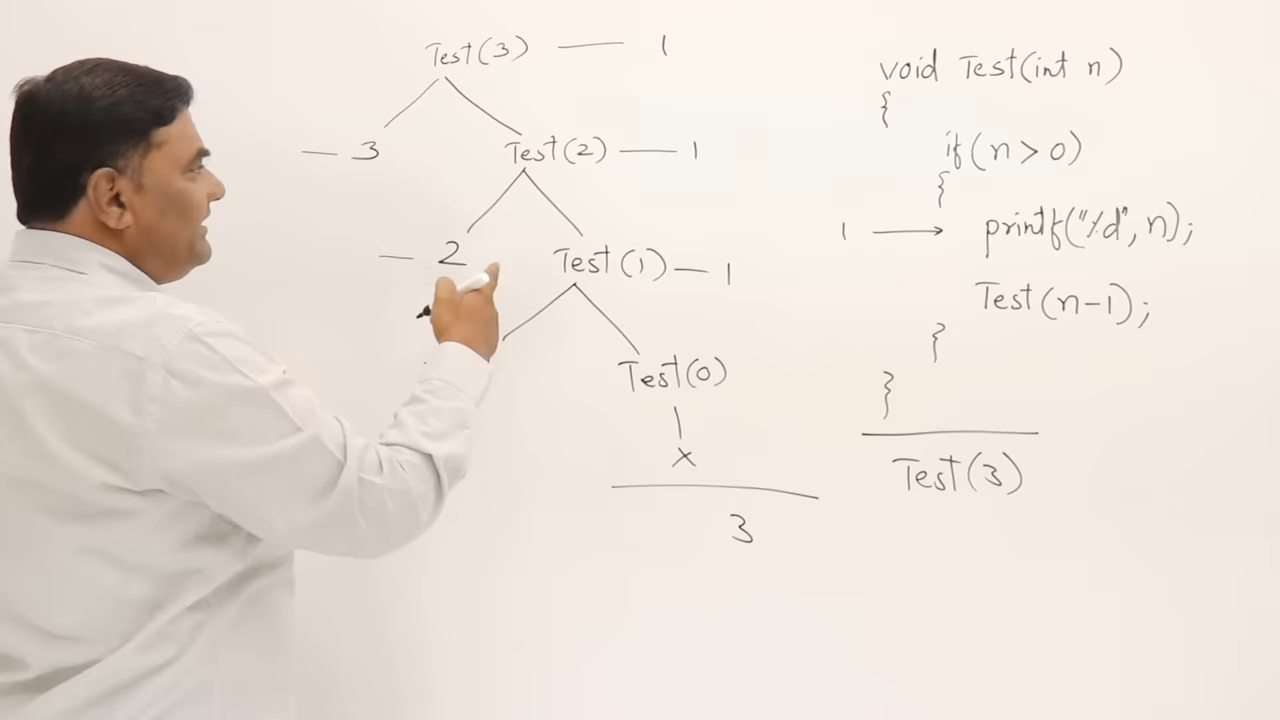 Test(3) — 1
— 3
Test(2) — 1
— 2
Test(1) — 1
Test(0)
x
3
void Test(int n)
{
if(n > 0)
{
1 → printf("%d", n);
Test(n-1);
}
}
Test(3)